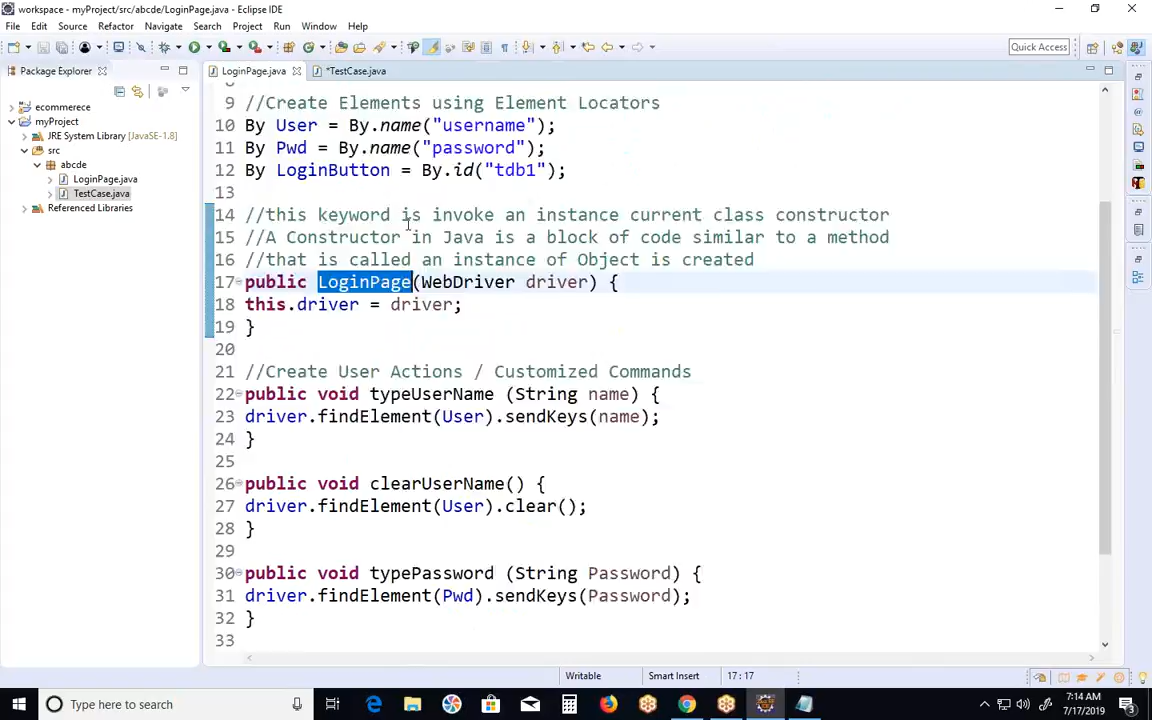 workspace - myProject/src/abcde/LoginPage.java - Eclipse IDE
File Edit Source Refactor Navigate Search Project Run Window Help
Quick Access
Package Explorer
LoginPage.java
*TestCase.java
ecommerece
myProject
JRE System Library [JavaSE-1.8]
src
abcde
LoginPage.java
TestCase.java
Referenced Libraries
9 //Create Elements using Element Locators
10 By User = By.name("username");
11 By Pwd = By.name("password");
12 By LoginButton = By.id("tdb1");
13
14 //this keyword is invoke an instance current class constructor
15 //A Constructor in Java is a block of code similar to a method
16 //that is called an instance of Object is created
17 public LoginPage(WebDriver driver) {
18 this.driver = driver;
19 }
20
21 //Create User Actions / Customized Commands
22 public void typeUserName (String name) {
23 driver.findElement(User).sendKeys(name);
24 }
25
26 public void clearUserName() {
27 driver.findElement(User).clear();
28 }
29
30 public void typePassword (String Password) {
31 driver.findElement(Pwd).sendKeys(Password);
32 }
33
Writable Smart Insert 17 : 17
Type here to search
7:14 AM
7/17/2019
3